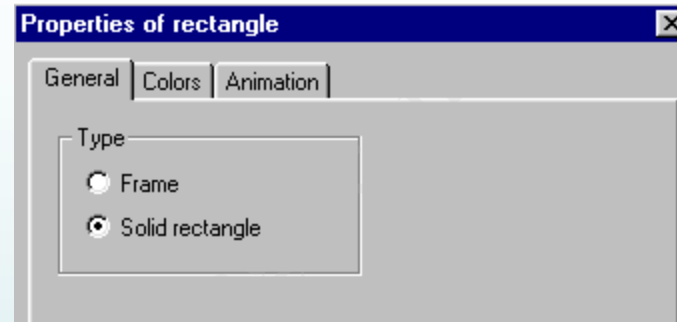 Properties of rectangle
General Colors Animation
Type
Frame
Solid rectangle